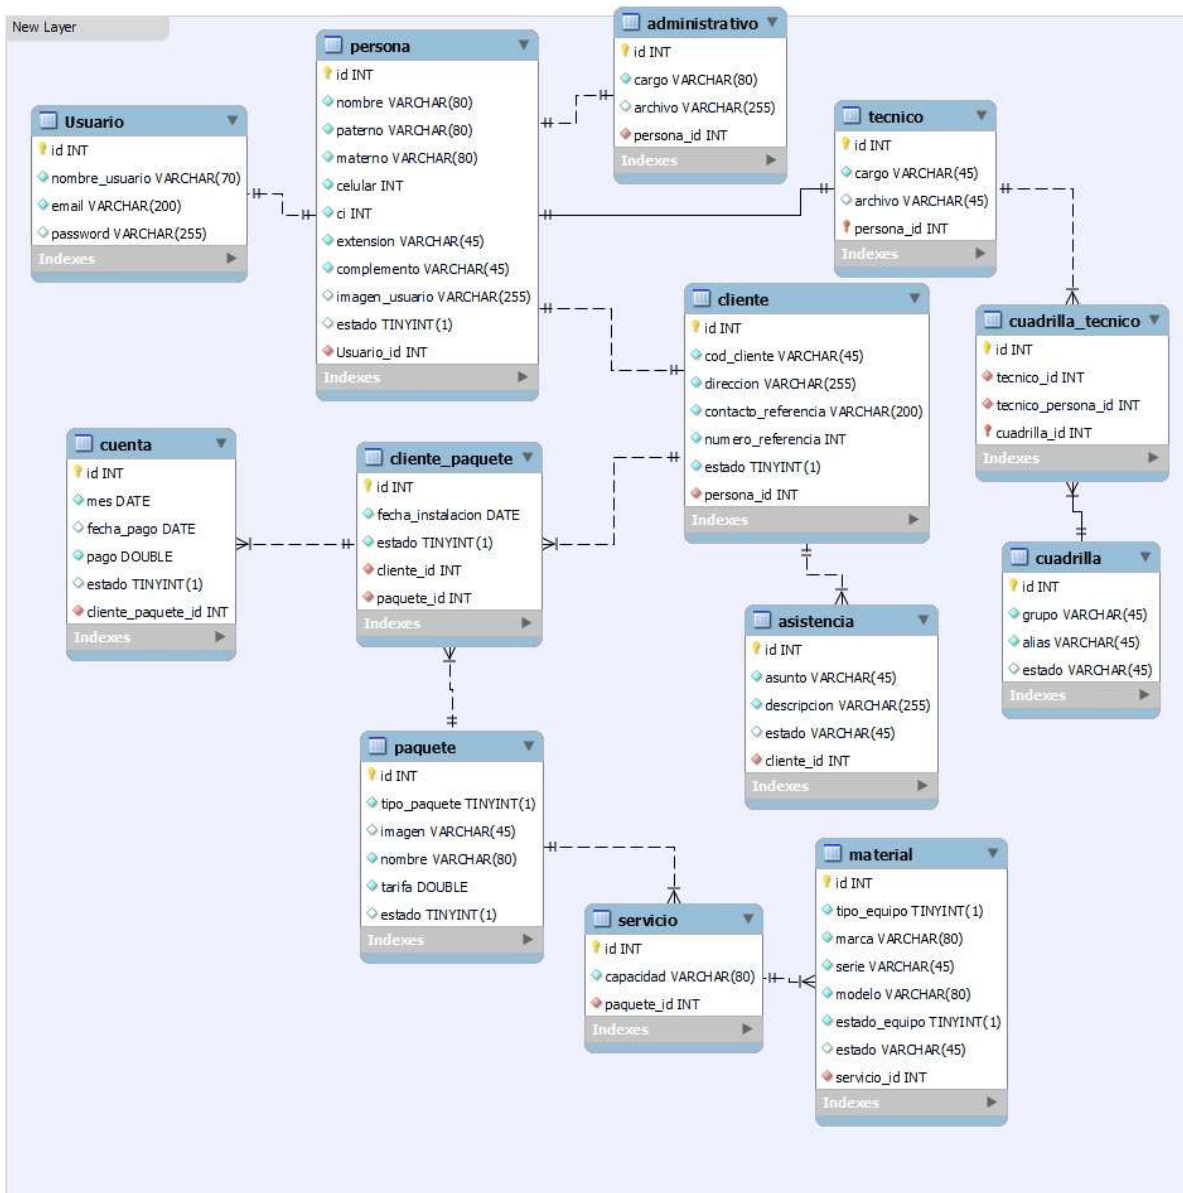 New Layer
administrativo
id INT
cargo VARCHAR(80)
archivo VARCHAR(255)
persona_id INT
Indexes
persona
id INT
nombre VARCHAR(80)
paterno VARCHAR(80)
materno VARCHAR(80)
celular INT
ci INT
extension VARCHAR(45)
complemento VARCHAR(45)
imagen_usuario VARCHAR(255)
estado TINYINT(1)
Usuario_id INT
Indexes
Usuario
id INT
nombre_usuario VARCHAR(70)
email VARCHAR(200)
password VARCHAR(255)
Indexes
tecnico
id INT
cargo VARCHAR(45)
archivo VARCHAR(45)
persona_id INT
Indexes
cliente
id INT
cod_cliente VARCHAR(45)
direccion VARCHAR(255)
contacto_referencia VARCHAR(200)
numero_referencia INT
estado TINYINT(1)
persona_id INT
Indexes
cuadrilla_tecnico
id INT
tecnico_id INT
tecnico_persona_id INT
cuadrilla_id INT
Indexes
cuenta
id INT
mes DATE
fecha_pago DATE
pago DOUBLE
estado TINYINT(1)
cliente_paquete_id INT
Indexes
cliente_paquete
id INT
fecha_instalacion DATE
estado TINYINT(1)
cliente_id INT
paquete_id INT
Indexes
cuadrilla
id INT
grupo VARCHAR(45)
alias VARCHAR(45)
estado VARCHAR(45)
Indexes
asistencia
id INT
asunto VARCHAR(45)
descripcion VARCHAR(255)
estado VARCHAR(45)
cliente_id INT
Indexes
paquete
id INT
tipo_paquete TINYINT(1)
imagen VARCHAR(45)
nombre VARCHAR(80)
tarifa DOUBLE
estado TINYINT(1)
Indexes
servicio
id INT
capacidad VARCHAR(80)
paquete_id INT
Indexes
material
id INT
tipo_equipo TINYINT(1)
marca VARCHAR(80)
serie VARCHAR(45)
modelo VARCHAR(80)
estado_equipo TINYINT(1)
estado VARCHAR(45)
servicio_id INT
Indexes